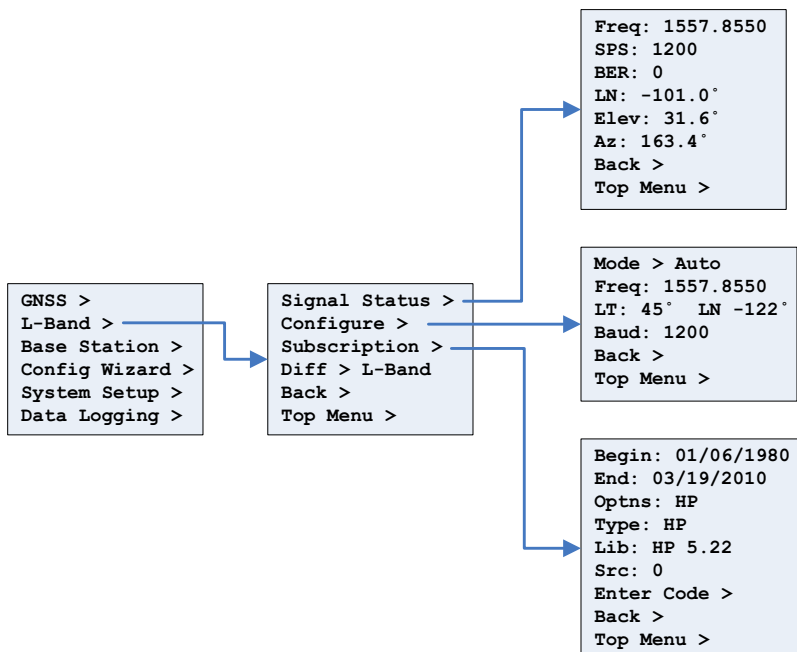 GNSS >
L-Band >
Base Station >
Config Wizard >
System Setup >
Data Logging >
Signal Status >
Configure >
Subscription >
Diff > L-Band
Back >
Top Menu >
Freq: 1557.8550
SPS: 1200
BER: 0
LN: -101.0°
Elev: 31.6°
Az: 163.4°
Back >
Top Menu >
Mode > Auto
Freq: 1557.8550
LT: 45° LN -122°
Baud: 1200
Back >
Top Menu >
Begin: 01/06/1980
End: 03/19/2010
Optns: HP
Type: HP
Lib: HP 5.22
Src: 0
Enter Code >
Back >
Top Menu >